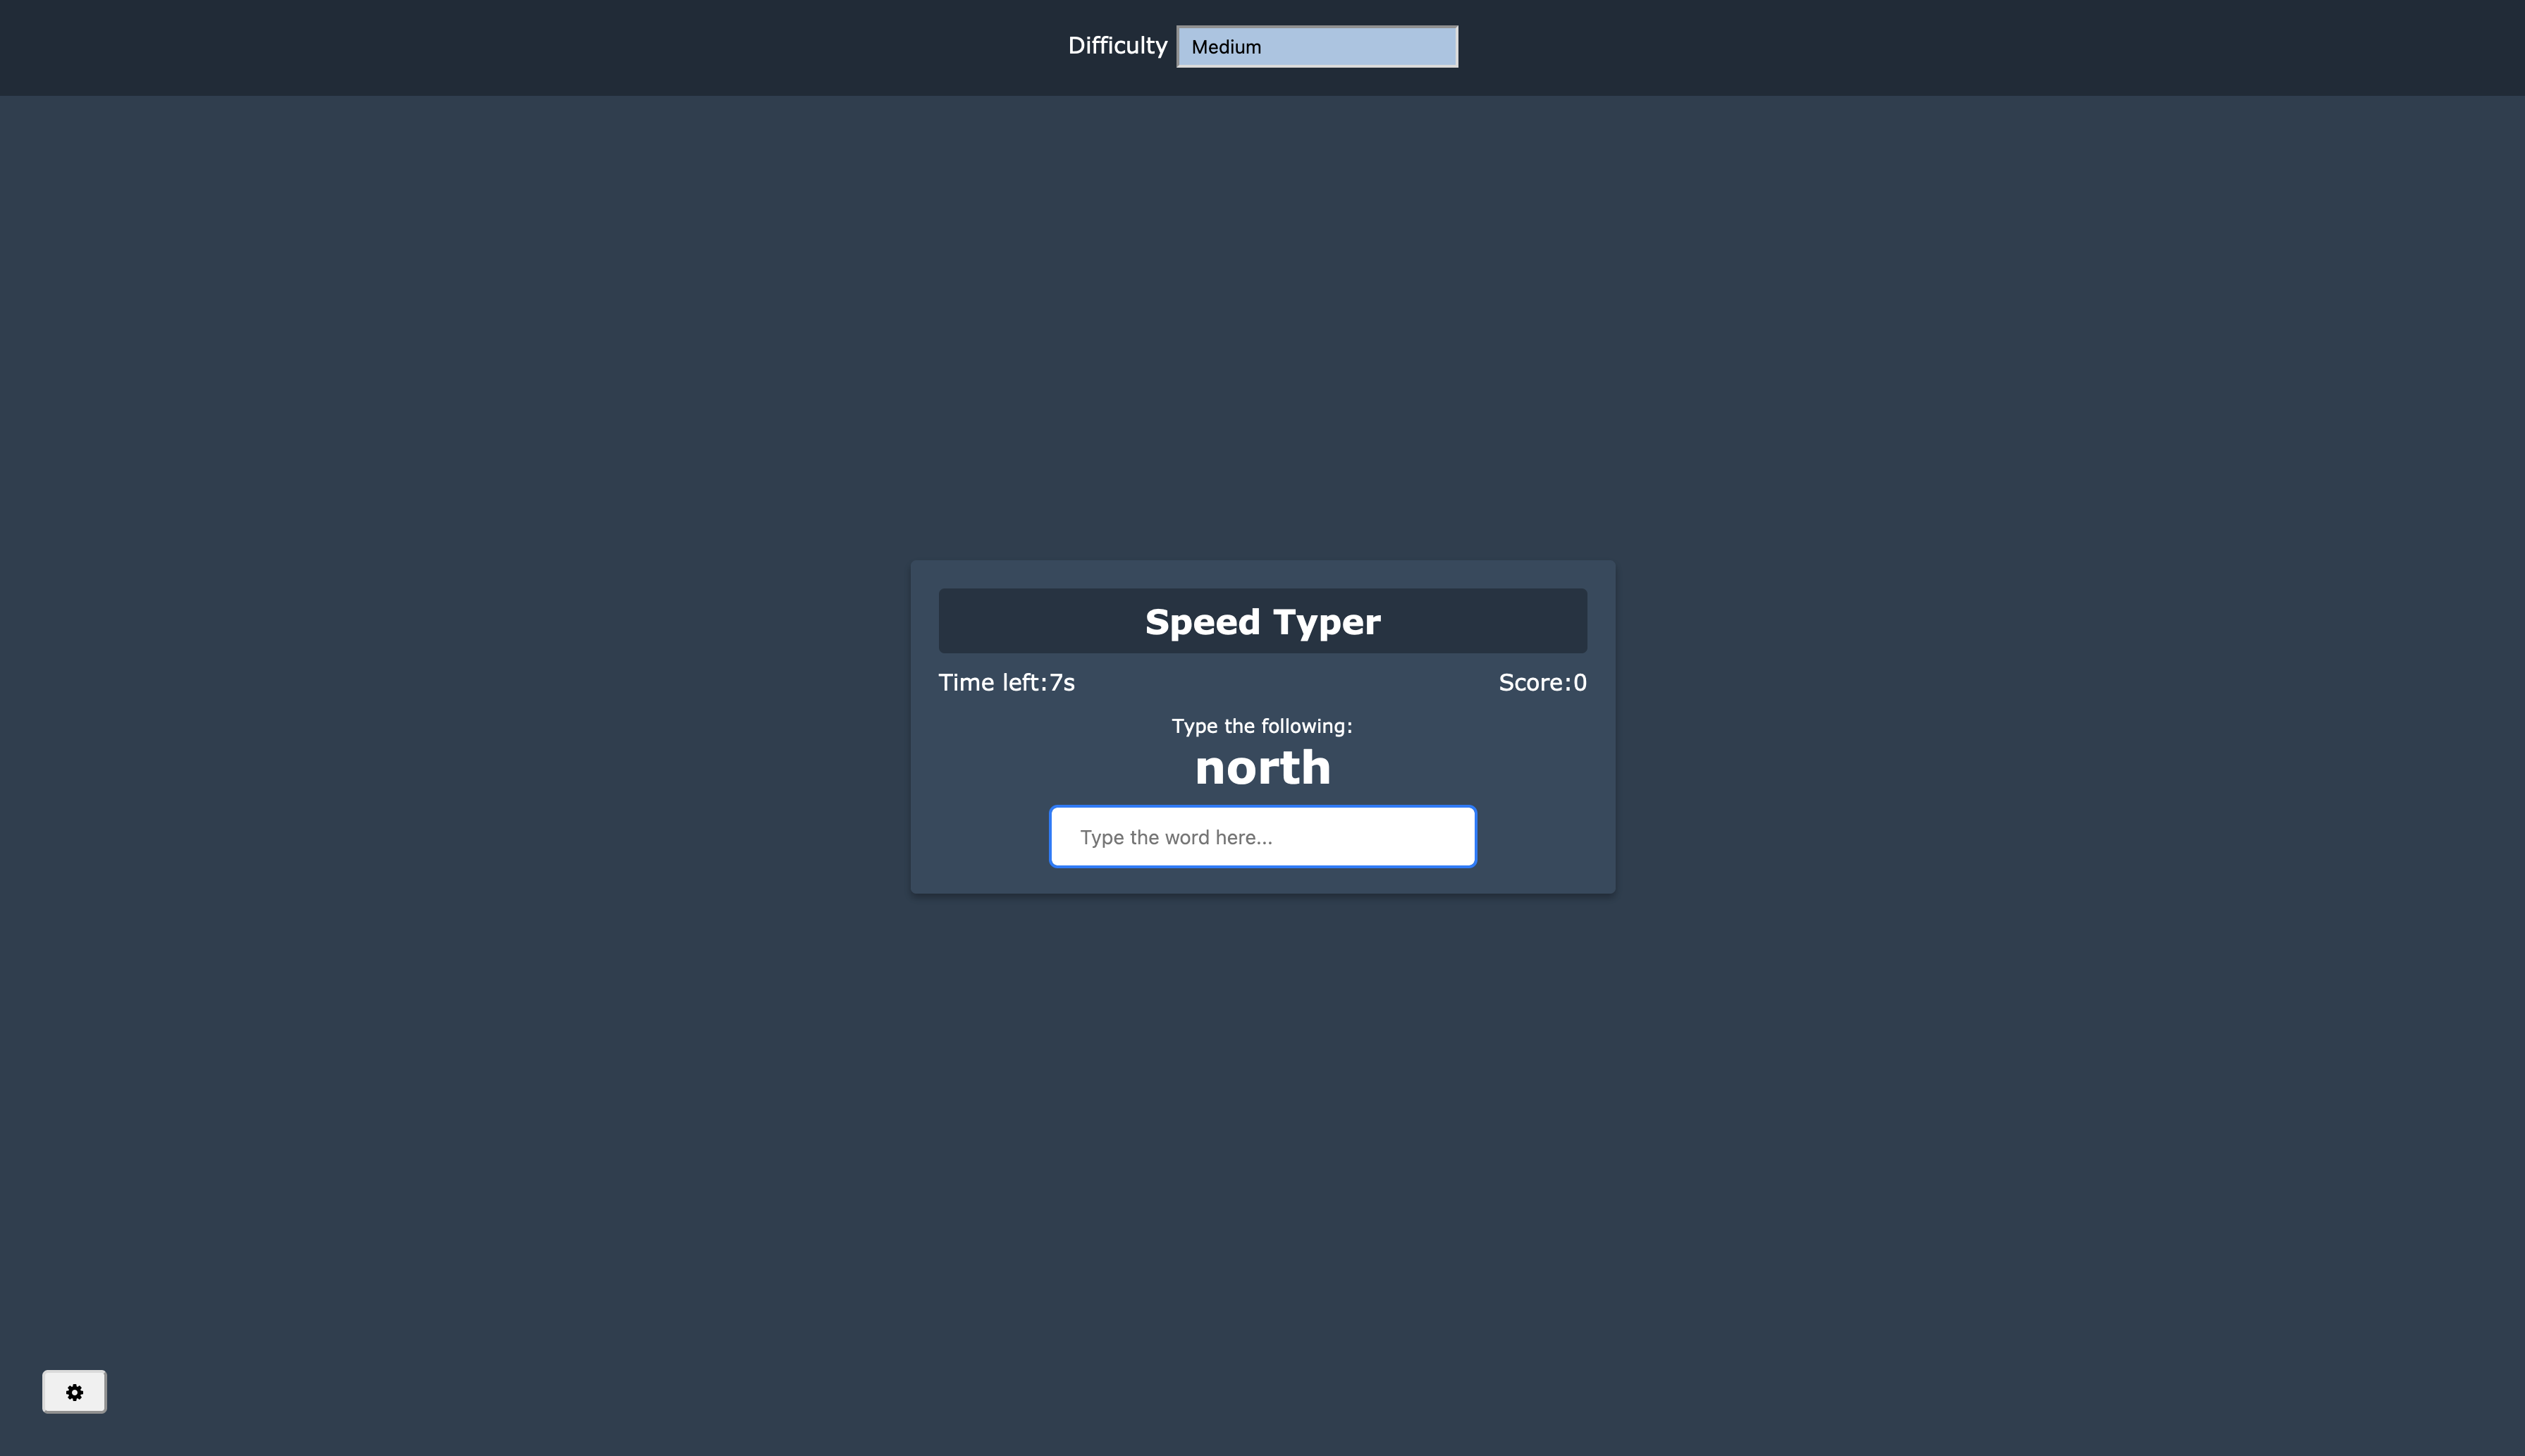 Difficulty Medium
Speed Typer
Time left:7s Score:0
Type the following:
north
Type the word here...